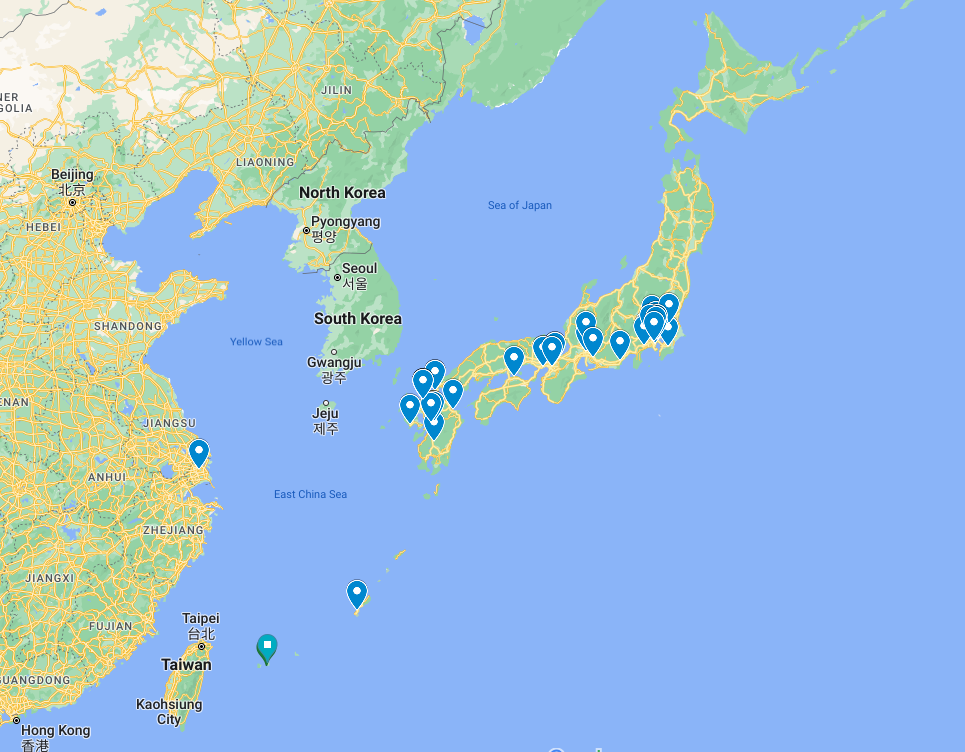 JILIN
NER
GOLIA
LIAONING
Beijing
北京
North Korea
Sea of Japan
Pyongyang
평양
HEBEI
Seoul
서울
South Korea
SHANDONG
Yellow Sea
Gwangju
광주
ENAN
Jeju
제주
JIANGSU
ANHUI
East China Sea
ZHEJIANG
JIANGXI
Taipei
台北
FUJIAN
Taiwan
GUANGDONG
Kaohsiung
City
Hong Kong
香港